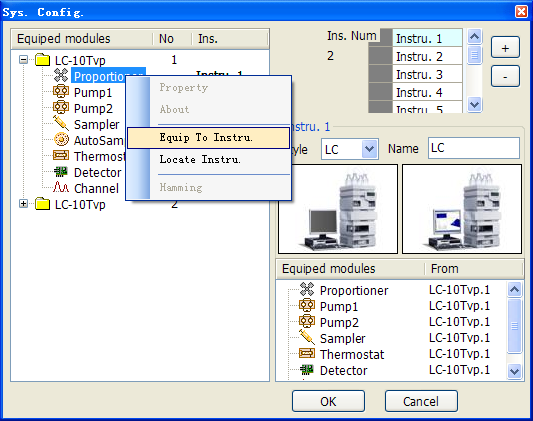 Sys. Config.
Equiped modules No Ins.
LC-10Tvp 1
Proportioner Instru. 1
Pump1
Pump2
Sampler
AutoSam
Thermost
Detector
Channel
LC-10Tvp 2
Property
About
Equip To Instru.
Locate Instru.
Hamming
Ins. Num
2
Instru. 1
Instru. 2
Instru. 3
Instru. 4
Instru. 5
+
-
nstru. 1
yle LC Name LC
Equiped modules From
Proportioner LC-10Tvp.1
Pump1 LC-10Tvp.1
Pump2 LC-10Tvp.1
Sampler LC-10Tvp.1
Thermostat LC-10Tvp.1
Detector LC-10Tvp.1
OK Cancel